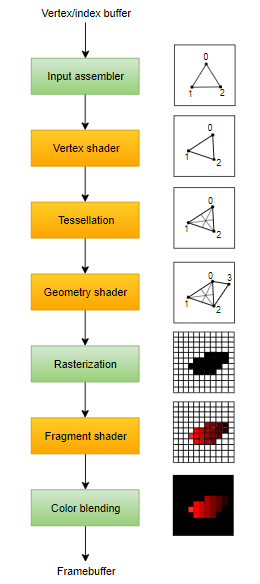 Vertex/index buffer
Input assembler
0
1 2
Vertex shader
0
1
2
Tessellation
0
1
2
Geometry shader
0 3
1
2
Rasterization
Fragment shader
Color blending
Framebuffer